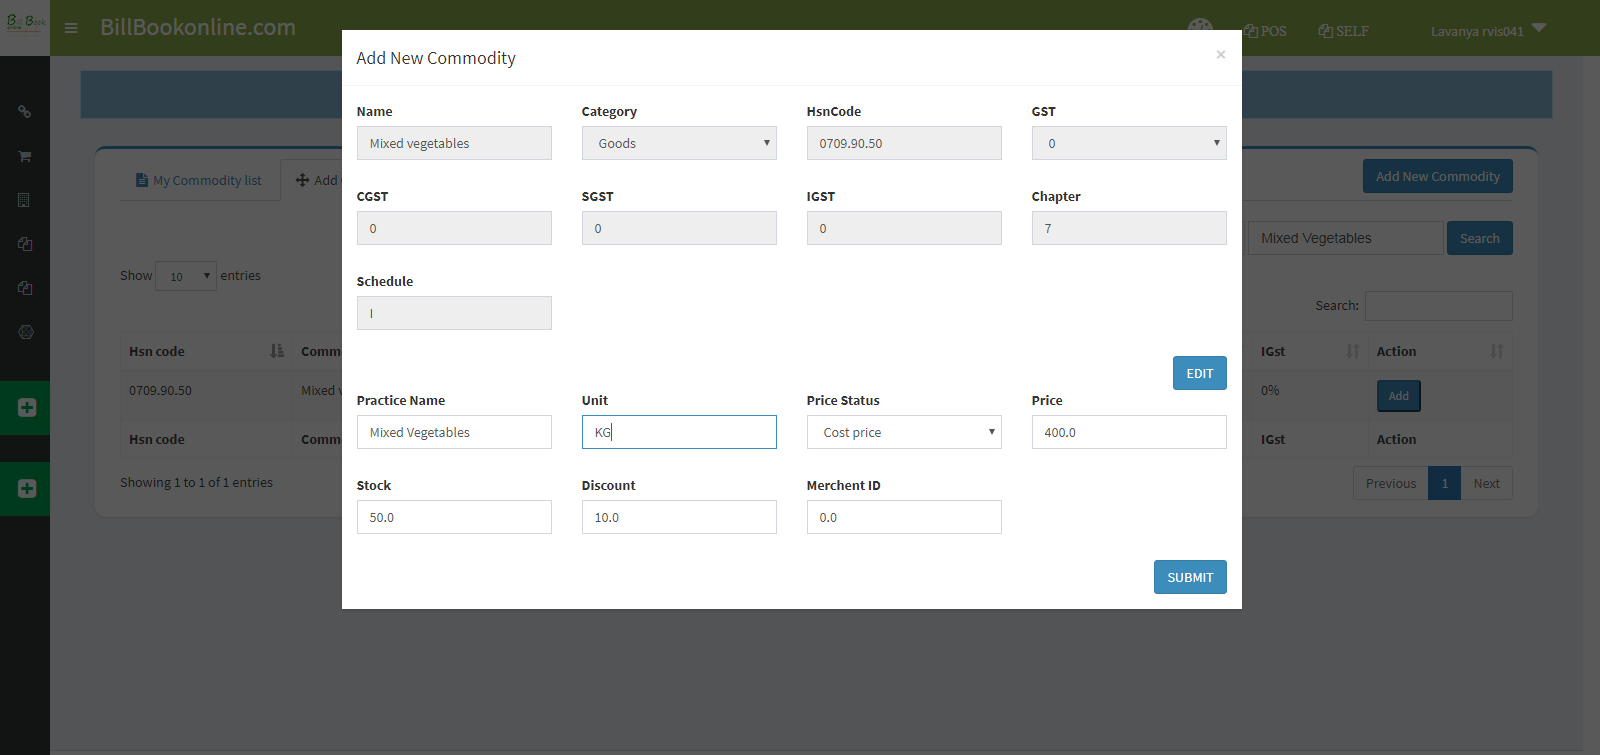 Bill Book
BillBookonline.com
POS
SELF
Lavanya rvis041
Add New Commodity
×
Name
Category
HsnCode
GST
Mixed vegetables
Goods
0709.90.50
0
CGST
SGST
IGST
Chapter
0
0
0
7
Schedule
I
EDIT
Practice Name
Unit
Price Status
Price
Mixed Vegetables
KG
Cost price
400.0
Stock
Discount
Merchent ID
50.0
10.0
0.0
SUBMIT
My Commodity list
Add
Add New Commodity
Mixed Vegetables
Search
Show 10 entries
Search:
Hsn code
Comm
IGst
Action
0709.90.50
Mixed v
0%
Add
Hsn code
Comm
IGst
Action
Showing 1 to 1 of 1 entries
Previous 1 Next